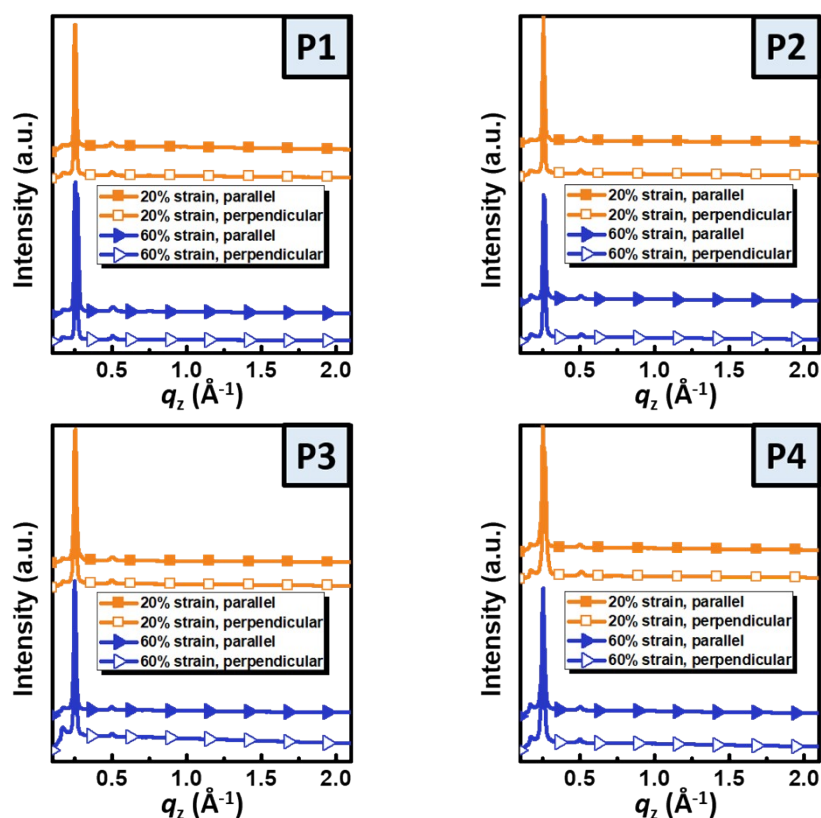 P1
Intensity (a.u.)
20% strain, parallel
20% strain, perpendicular
60% strain, parallel
60% strain, perpendicular
0.5 1.0 1.5 2.0
qz (Å-1)
P2
Intensity (a.u.)
20% strain, parallel
20% strain, perpendicular
60% strain, parallel
60% strain, perpendicular
0.5 1.0 1.5 2.0
qz (Å-1)
P3
Intensity (a.u.)
20% strain, parallel
20% strain, perpendicular
60% strain, parallel
60% strain, perpendicular
0.5 1.0 1.5 2.0
qz (Å-1)
P4
Intensity (a.u.)
20% strain, parallel
20% strain, perpendicular
60% strain, parallel
60% strain, perpendicular
0.5 1.0 1.5 2.0
qz (Å-1)